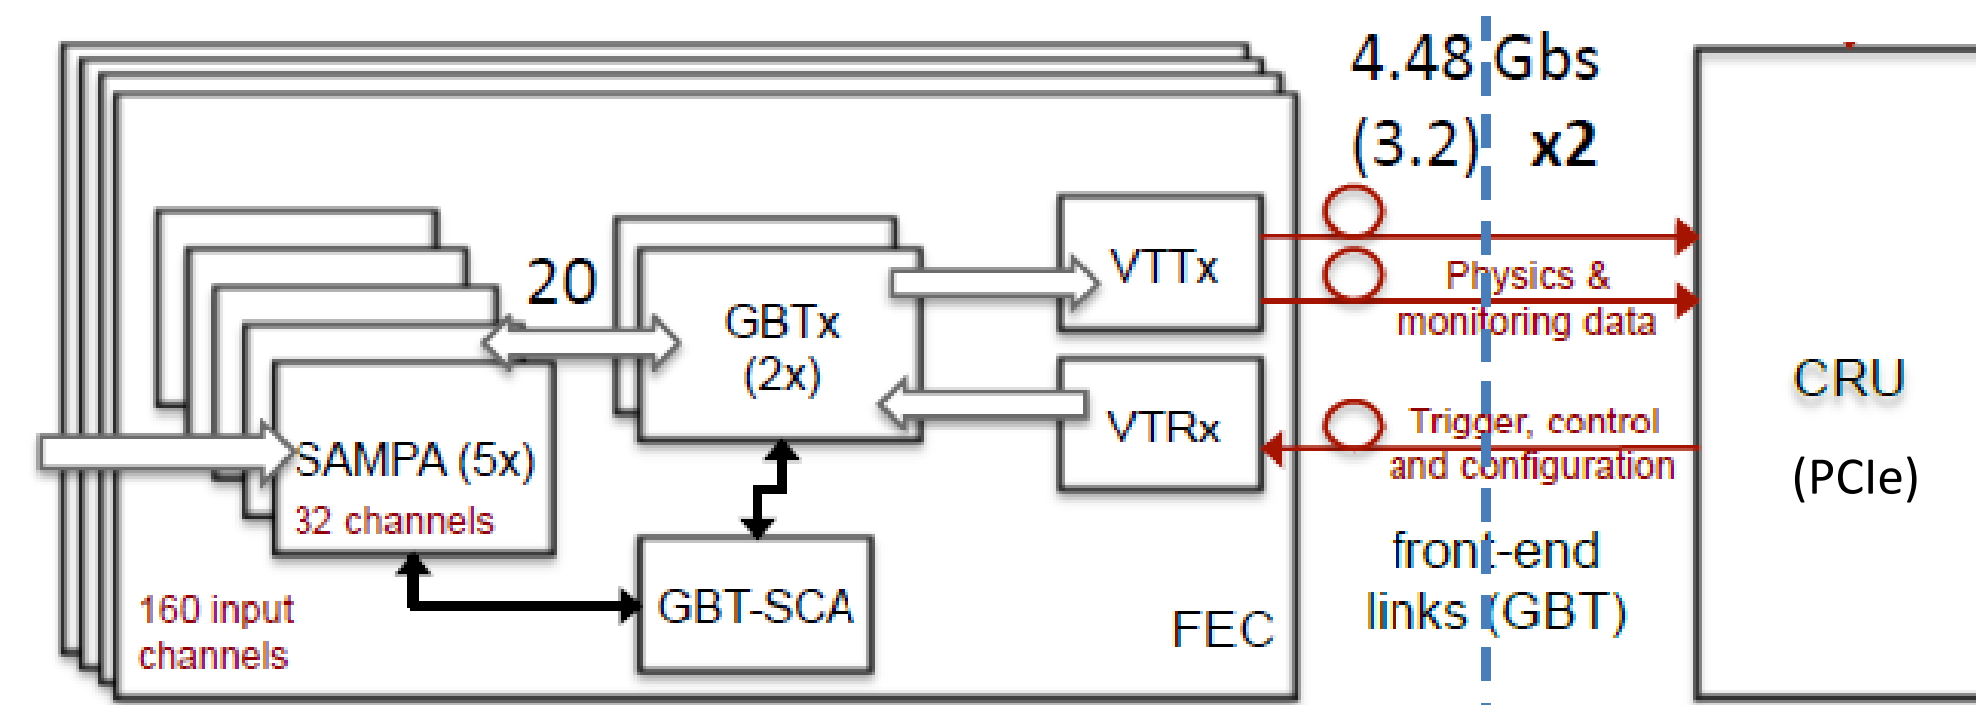 4.48 Gbs
(3.2) x2
20
VTTx
GBTx
(2x)
Physics &
monitoring data
CRU
(PCIe)
VTRx
Trigger, control
and configuration
SAMPA (5x)
32 channels
front-end
links (GBT)
160 input
channels
GBT-SCA
FEC